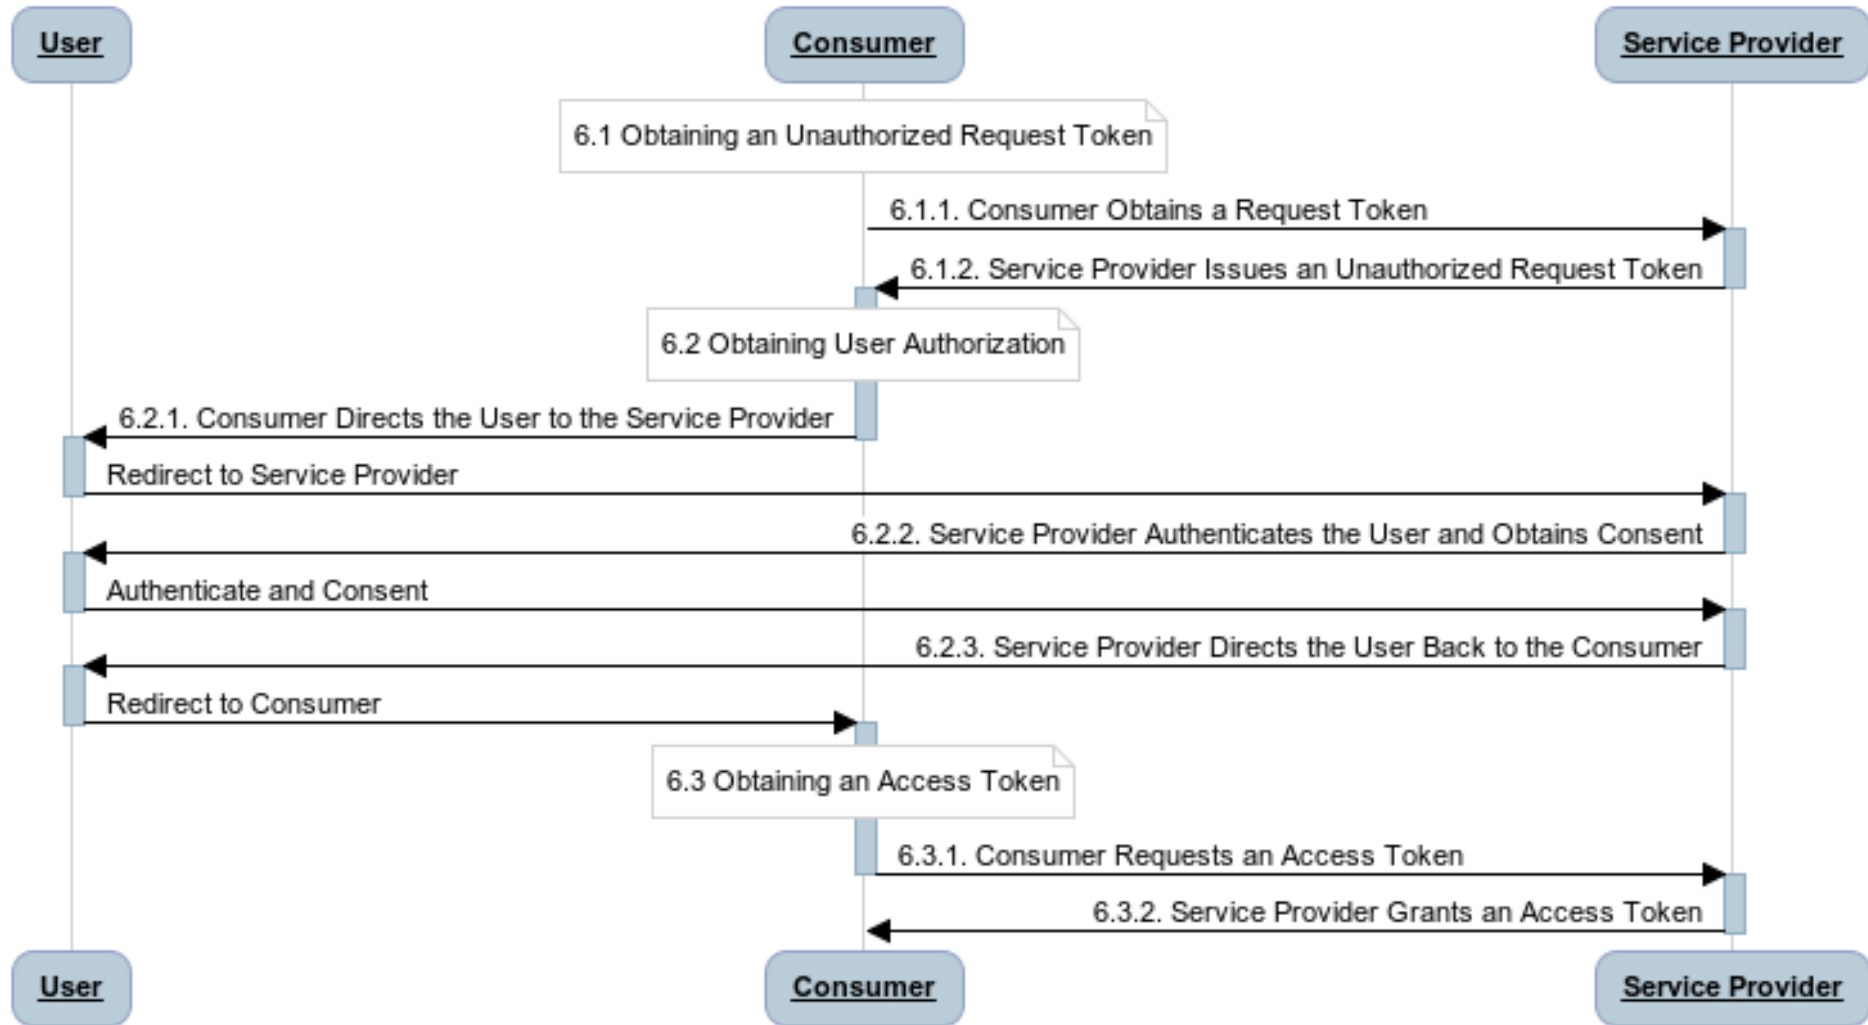 User
Consumer
Service Provider
6.1 Obtaining an Unauthorized Request Token
6.1.1. Consumer Obtains a Request Token
6.1.2. Service Provider Issues an Unauthorized Request Token
6.2 Obtaining User Authorization
6.2.1. Consumer Directs the User to the Service Provider
Redirect to Service Provider
6.2.2. Service Provider Authenticates the User and Obtains Consent
Authenticate and Consent
6.2.3. Service Provider Directs the User Back to the Consumer
Redirect to Consumer
6.3 Obtaining an Access Token
6.3.1. Consumer Requests an Access Token
6.3.2. Service Provider Grants an Access Token
User
Consumer
Service Provider